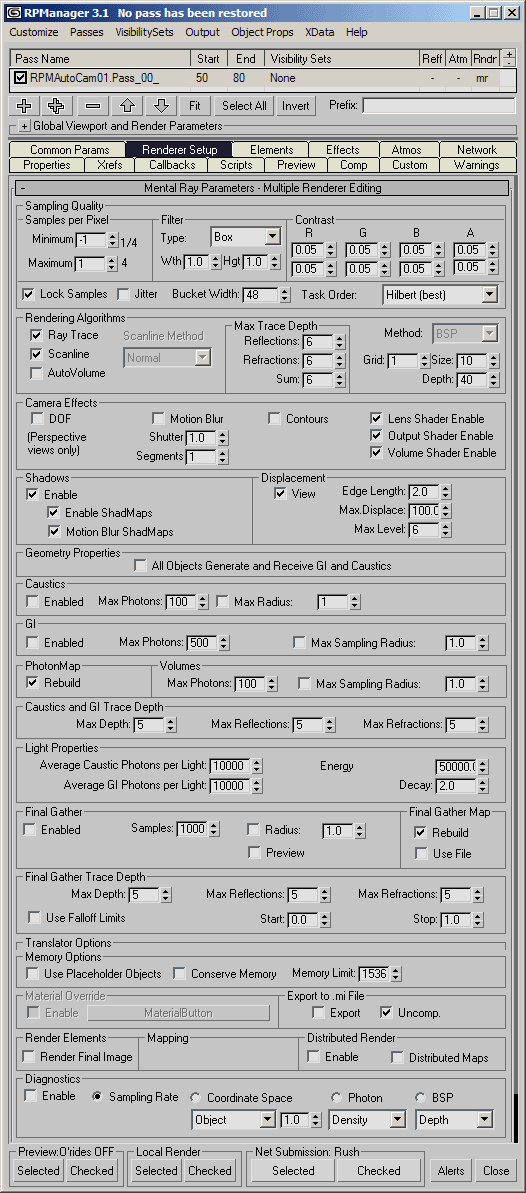 RPManager 3.1 No pass has been restored
Customize Passes VisibilitySets Output Object Props XData Help
Pass Name Start End Visibility Sets Reff Atm Rndr +
-
RPMAutoCam01.Pass_00_ 50 80 None - - mr
Fit Select All Invert Prefix:
+ Global Viewport and Render Parameters
Common Params Renderer Setup Elements Effects Atmos Network
Properties Xrefs Callbacks Scripts Preview Comp Custom Warnings
- Mental Ray Parameters - Multiple Renderer Editing
Sampling Quality
Samples per Pixel Filter Contrast
R G B A
Minimum -1 1/4 Type: Box 0.05 0.05 0.05 0.05
Maximum 1 4 Wth 1.0 Hgt 1.0 0.05 0.05 0.05 0.05
Lock Samples Jitter Bucket Width: 48 Task Order: Hilbert (best)
Rendering Algorithms
Ray Trace Scanline Method Max Trace Depth Method: BSP
Reflections: 6
Scanline Normal Refractions: 6 Grid: 1 Size: 10
AutoVolume Sum: 6 Depth: 40
Camera Effects
DOF Motion Blur Contours Lens Shader Enable
(Perspective views only) Shutter 1.0 Output Shader Enable
Segments 1 Volume Shader Enable
Shadows Displacement
Enable View Edge Length: 2.0
Enable ShadMaps Max.Displace: 100.0
Motion Blur ShadMaps Max Level: 6
Geometry Properties
All Objects Generate and Receive GI and Caustics
Caustics
Enabled Max Photons: 100 Max Radius: 1
GI
Enabled Max Photons: 500 Max Sampling Radius: 1.0
PhotonMap Volumes
Rebuild Max Photons: 100 Max Sampling Radius: 1.0
Caustics and GI Trace Depth
Max Depth: 5 Max Reflections: 5 Max Refractions: 5
Light Properties
Average Caustic Photons per Light: 10000 Energy 50000.(
Average GI Photons per Light: 10000 Decay: 2.0
Final Gather Final Gather Map
Enabled Samples: 1000 Radius: 1.0 Rebuild
Preview Use File
Final Gather Trace Depth
Max Depth: 5 Max Reflections: 5 Max Refractions: 5
Use Falloff Limits Start: 0.0 Stop: 1.0
Translator Options
Memory Options
Use Placeholder Objects Conserve Memory Memory Limit: 1536
Material Override Export to .mi File
Enable MaterialButton Export Uncomp.
Render Elements Mapping Distributed Render
Render Final Image Enable Distributed Maps
Diagnostics
Enable Sampling Rate Coordinate Space Photon BSP
Object 1.0 Density Depth
Preview:O'rides OFF Local Render Net Submission: Rush
Selected Checked Selected Checked Selected Checked Alerts Close